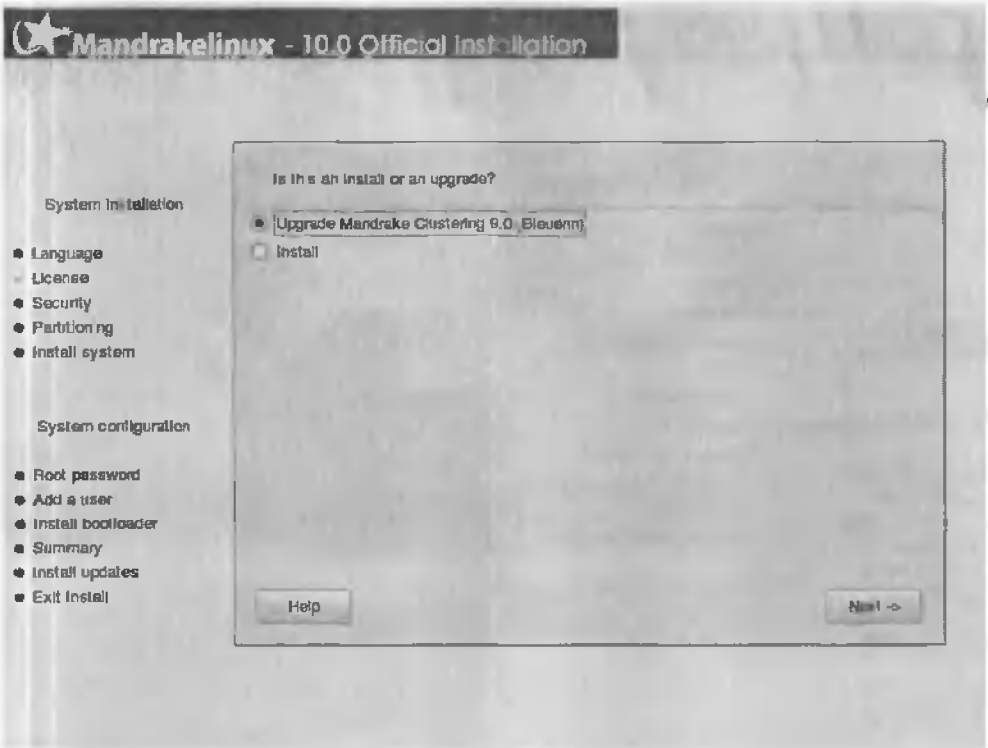 Mandrakelinux - 10.0 Official Installation
System Installation
Language
License
Security
Partitioning
Install system
System configuration
Root password
Add a user
Install bootloader
Summary
Install updates
Exit install
Is this an install or an upgrade?
Upgrade Mandrake Clustering 9.0
Install
Help
Next ->